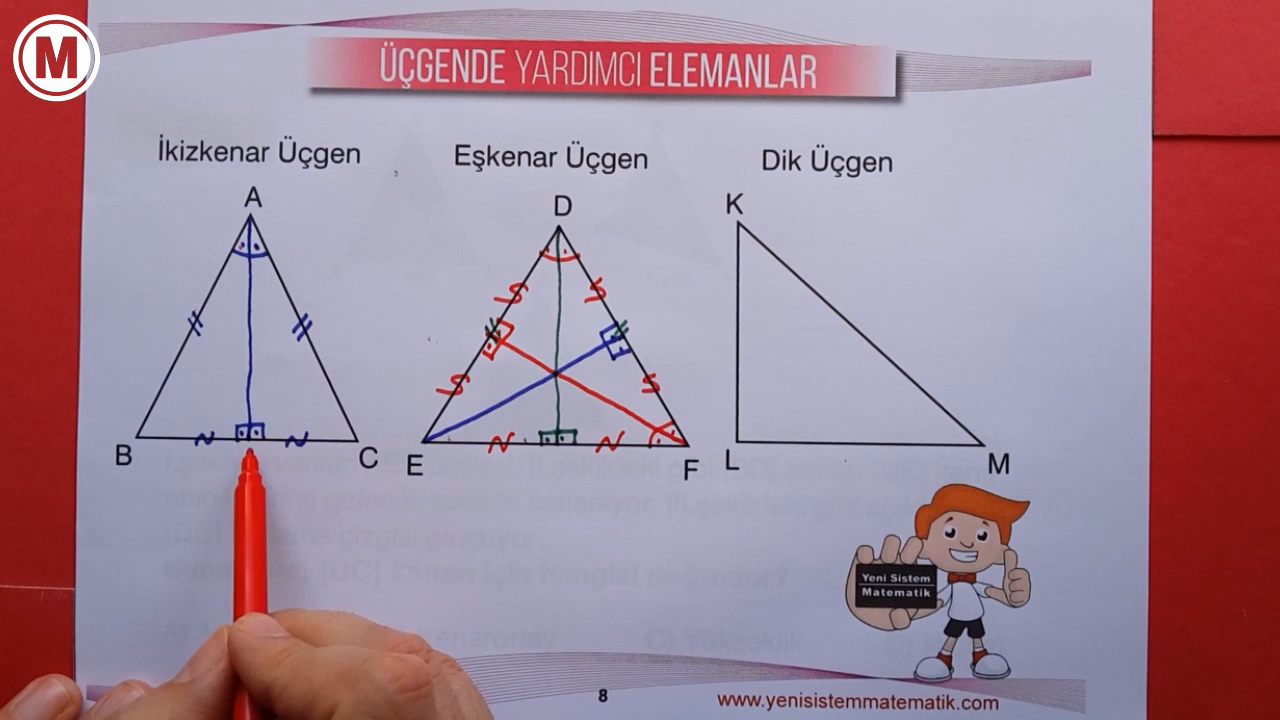 M
ÜÇGENDE YARDIMCI ELEMANLAR
İkizkenar Üçgen
Eşkenar Üçgen
Dik Üçgen
A
D
K
B
C
E
F
L
M
Yeni Sistem
Matematik
8
www.yenisistemmatematik.com